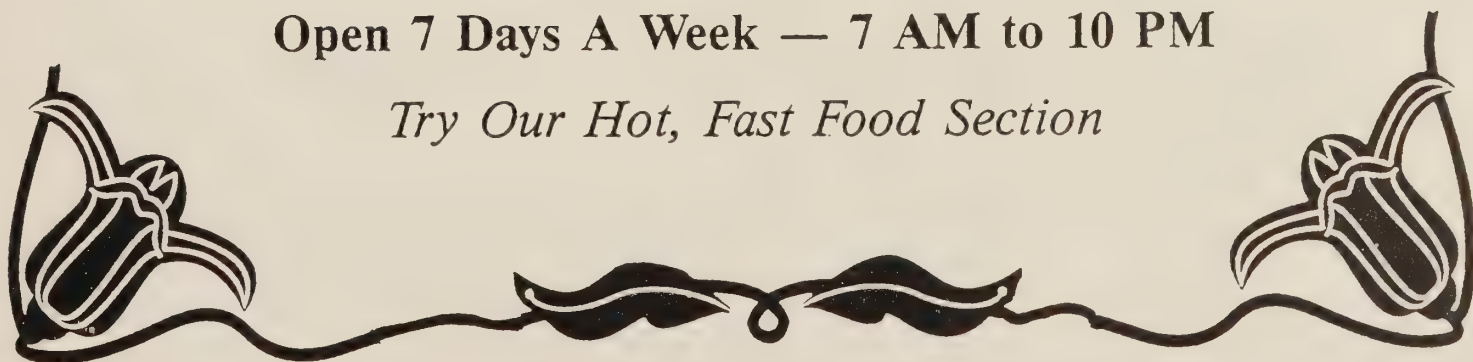 Open 7 Days A Week — 7 AM to 10 PM
Try Our Hot, Fast Food Section